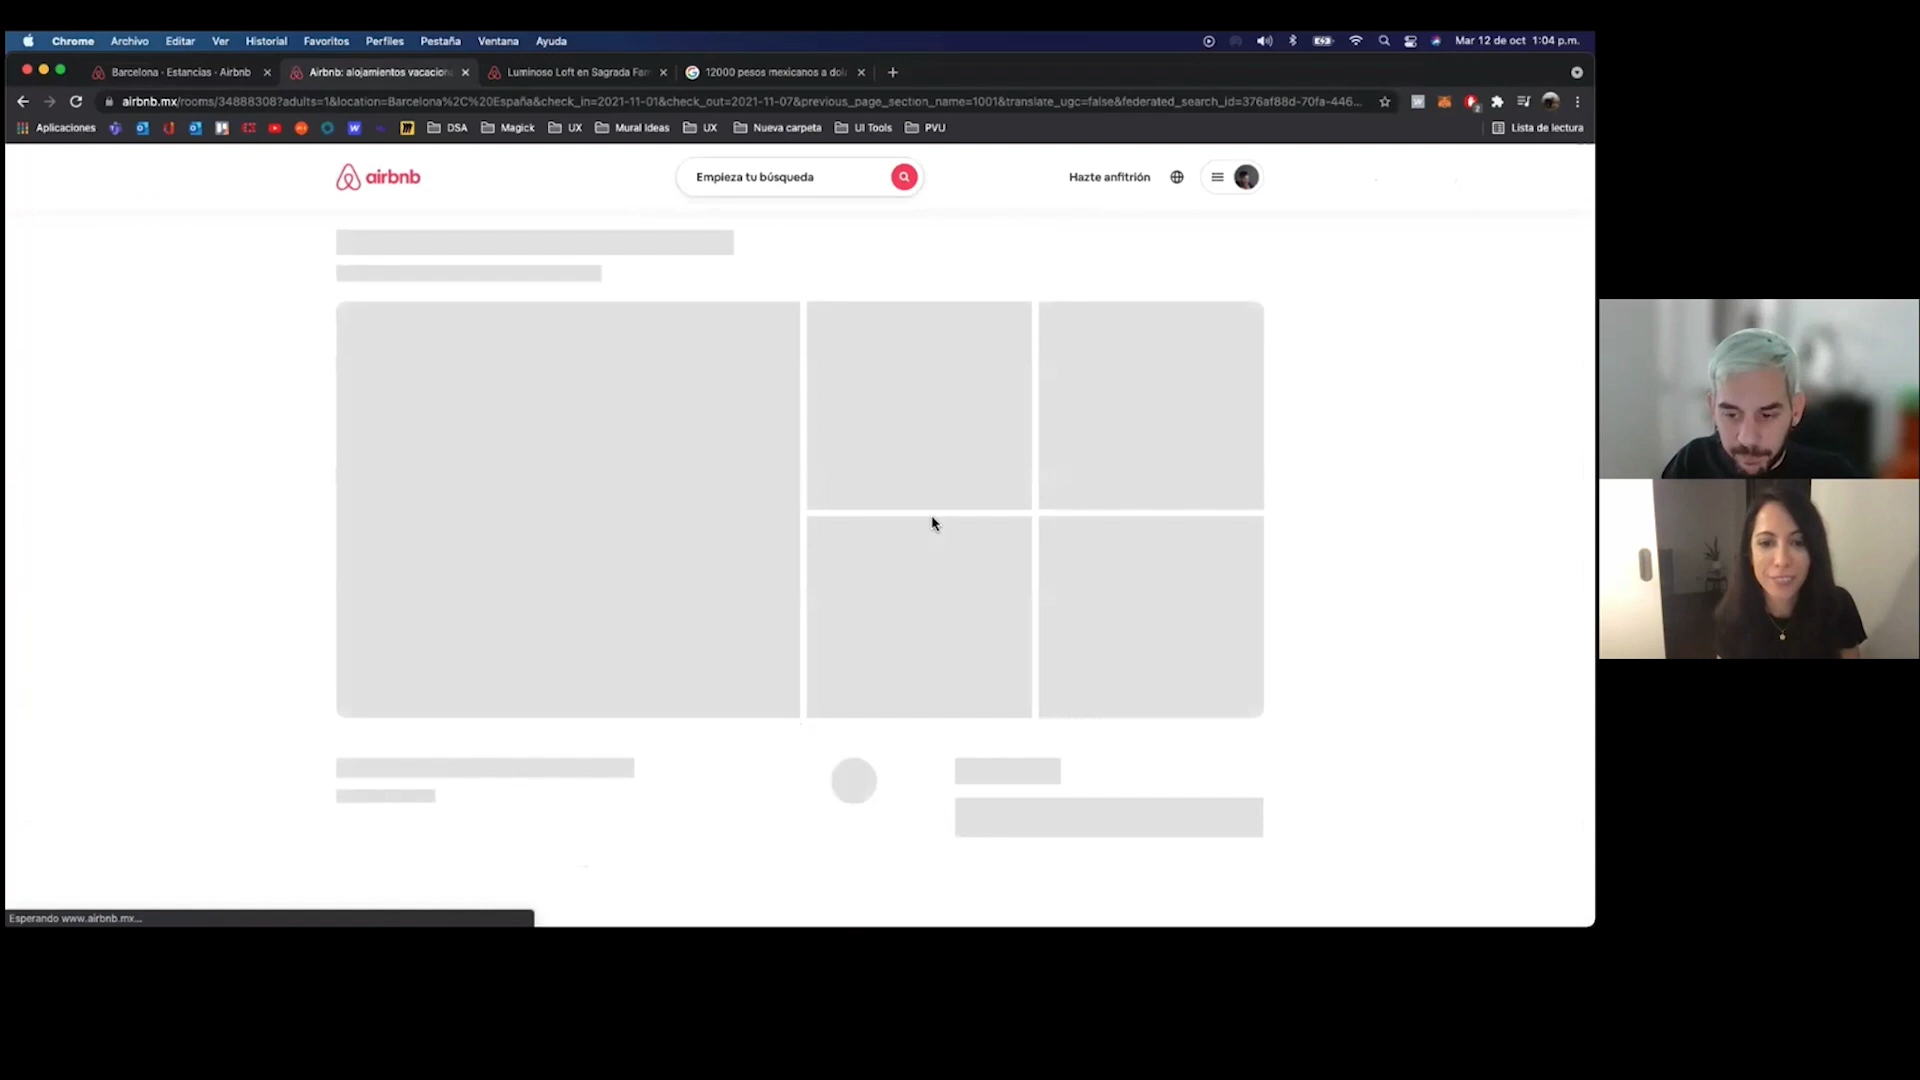 Chrome Archivo Editar Ver Historial Favoritos Perfiles Pestaña Ventana Ayuda Mar 12 de oct 1:04 p.m.
Barcelona · Estancias · Airbnb Airbnb: alojamientos vacacion Luminoso Loft en Sagrada Fam 12000 pesos mexicanos a dol
airbnb.mx/rooms/34888308?adults=1&location=Barcelona%2C%20España&check_in=2021-11-01&check_out=2021-11-07&previous_page_section_name=1001&translate_ugc=false&federated_search_id=376af88d-70fa-446...
Aplicaciones DSA Magick UX Mural Ideas UX Nueva carpeta UI Tools PVU Lista de lectura
airbnb Empieza tu búsqueda Hazte anfitrión
Esperando www.airbnb.mx...